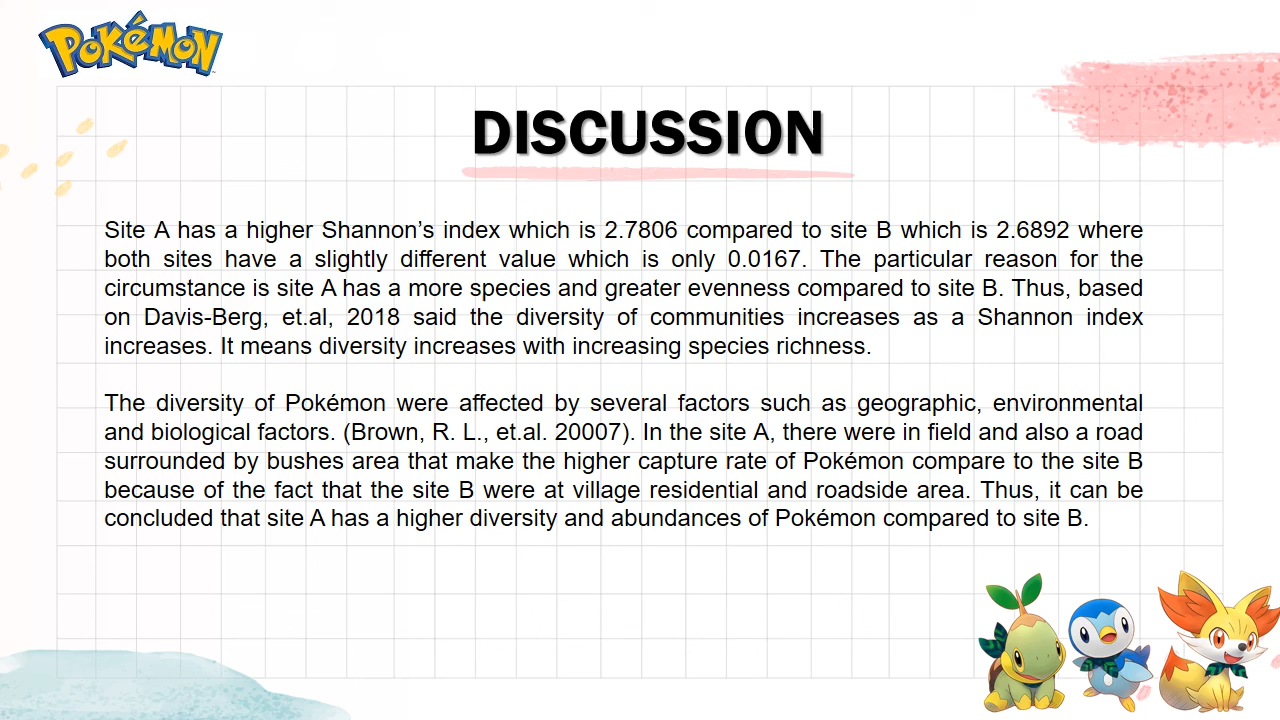 POKéMON
DISCUSSION
Site A has a higher Shannon’s index which is 2.7806 compared to site B which is 2.6892 where
both sites have a slightly different value which is only 0.0167. The particular reason for the
circumstance is site A has a more species and greater evenness compared to site B. Thus, based
on Davis-Berg, et.al, 2018 said the diversity of communities increases as a Shannon index
increases. It means diversity increases with increasing species richness.
The diversity of Pokémon were affected by several factors such as geographic, environmental
and biological factors. (Brown, R. L., et.al. 20007). In the site A, there were in field and also a road
surrounded by bushes area that make the higher capture rate of Pokémon compare to the site B
because of the fact that the site B were at village residential and roadside area. Thus, it can be
concluded that site A has a higher diversity and abundances of Pokémon compared to site B.